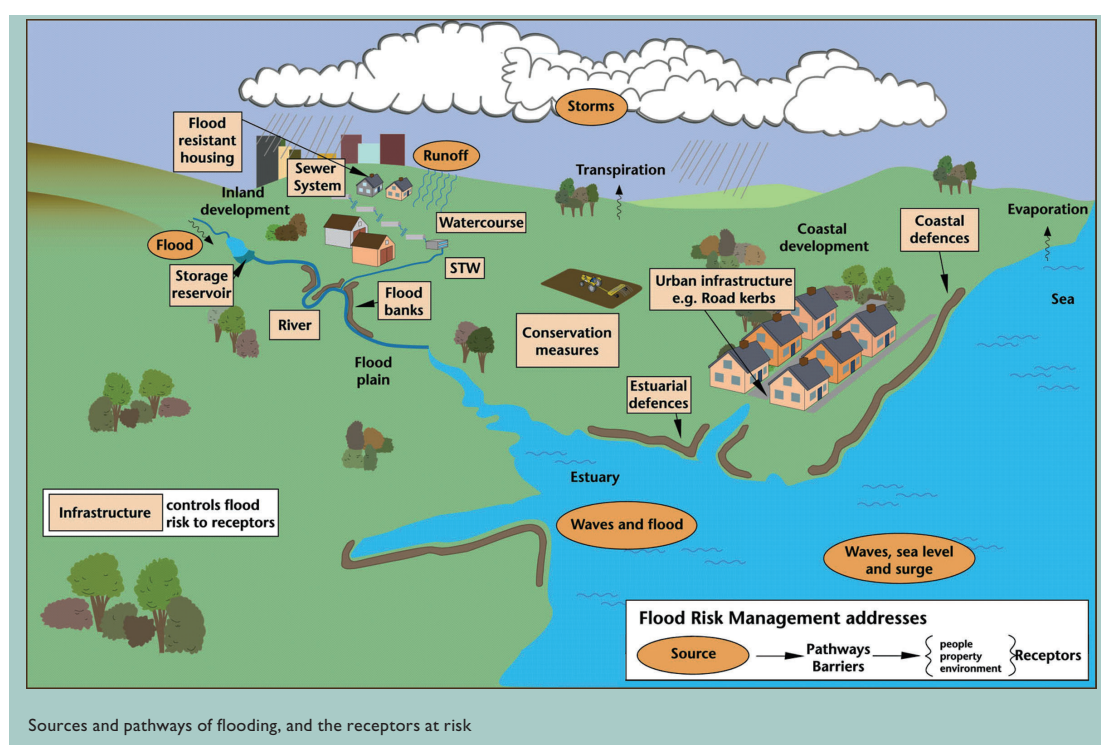 Storms
Flood
resistant
housing
Runoff
Sewer
System
Transpiration
Inland
development
Watercourse
Evaporation
Coastal
defences
Coastal
development
Flood
Storage
reservoir
STW
Urban infrastructure
e.g. Road kerbs
Sea
Flood
banks
River
Conservation
measures
Flood
plain
Estuarial
defences
Estuary
Infrastructure
controls flood
risk to receptors
Waves and flood
Waves, sea level
and surge
Flood Risk Management addresses
Source
Pathways
Barriers
people
property
environment
Receptors
Sources and pathways of flooding, and the receptors at risk